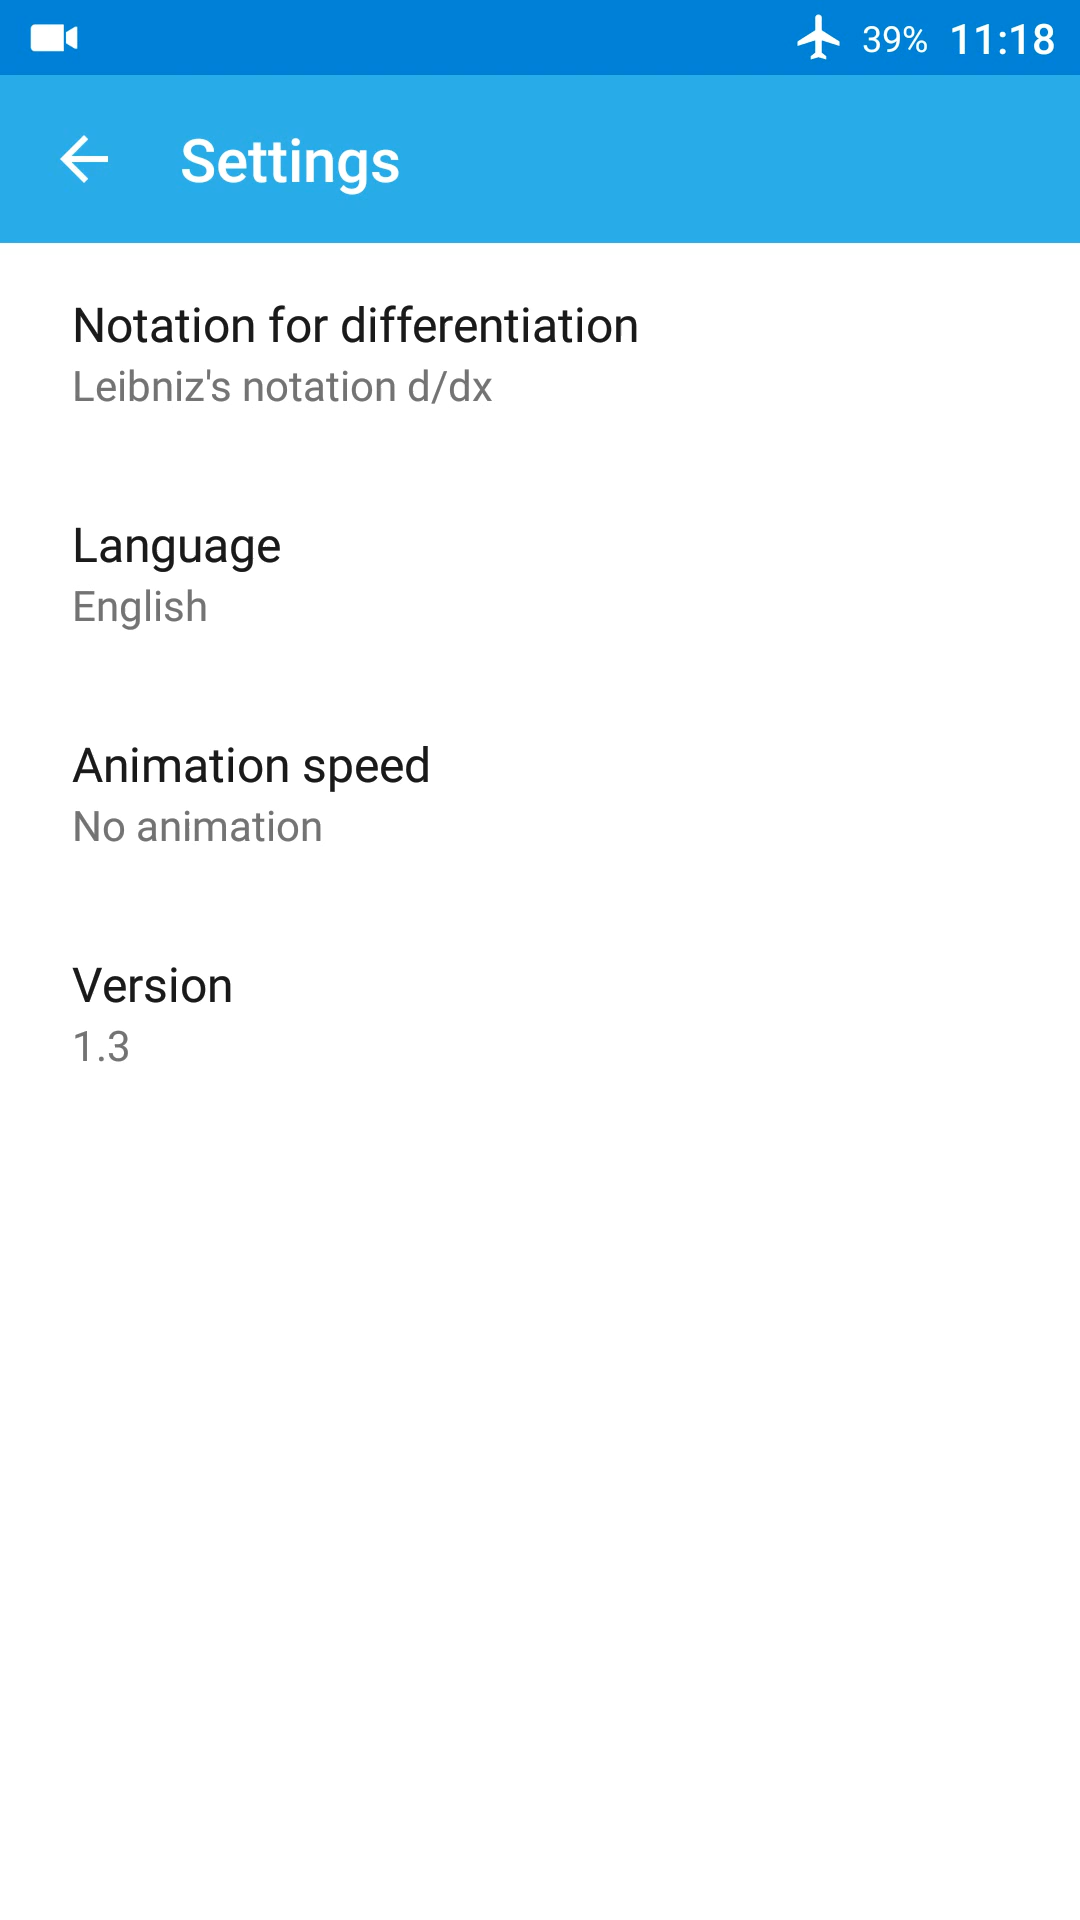 39% 11:18
Settings
Notation for differentiation
Leibniz's notation d/dx
Language
English
Animation speed
No animation
Version
1.3